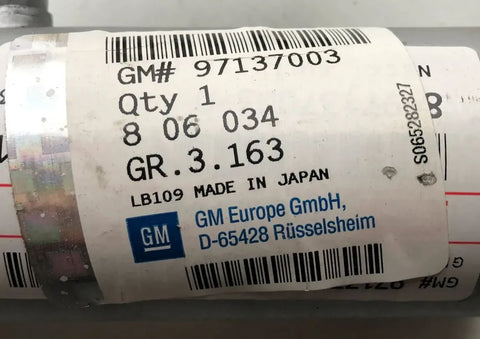 GM# 97137003
Qty 1
8 06 034
GR.3.163
LB109 MADE IN JAPAN
GM
GM Europe GmbH,
D-65428 Rüsselsheim
S065282327